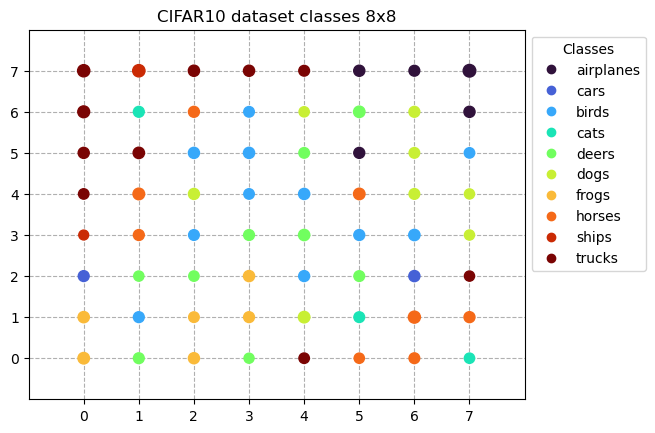 CIFAR10 dataset classes 8x8
Classes
airplanes
cars
birds
cats
deers
dogs
frogs
horses
ships
trucks
7
6
5
4
3
2
1
0
0 1 2 3 4 5 6 7